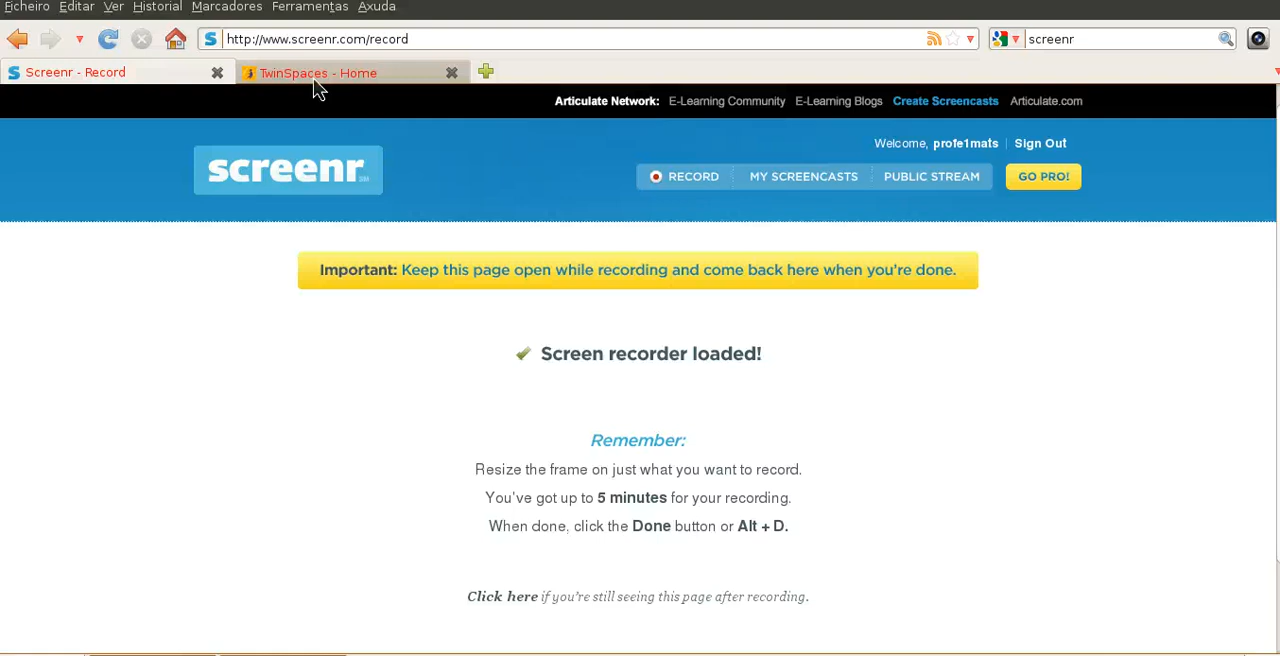 Ficheiro Editar Ver Historial Marcadores Ferramentas Axuda
http://www.screenr.com/record screenr
Screenr - Record TwinSpaces - Home
Articulate Network: E-Learning Community E-Learning Blogs Create Screencasts Articulate.com
Welcome, profe1mats | Sign Out
screenr
RECORD MY SCREENCASTS PUBLIC STREAM GO PRO!
Important: Keep this page open while recording and come back here when you're done.
Screen recorder loaded!
Remember:
Resize the frame on just what you want to record.
You've got up to 5 minutes for your recording.
When done, click the Done button or Alt + D.
Click here if you're still seeing this page after recording.